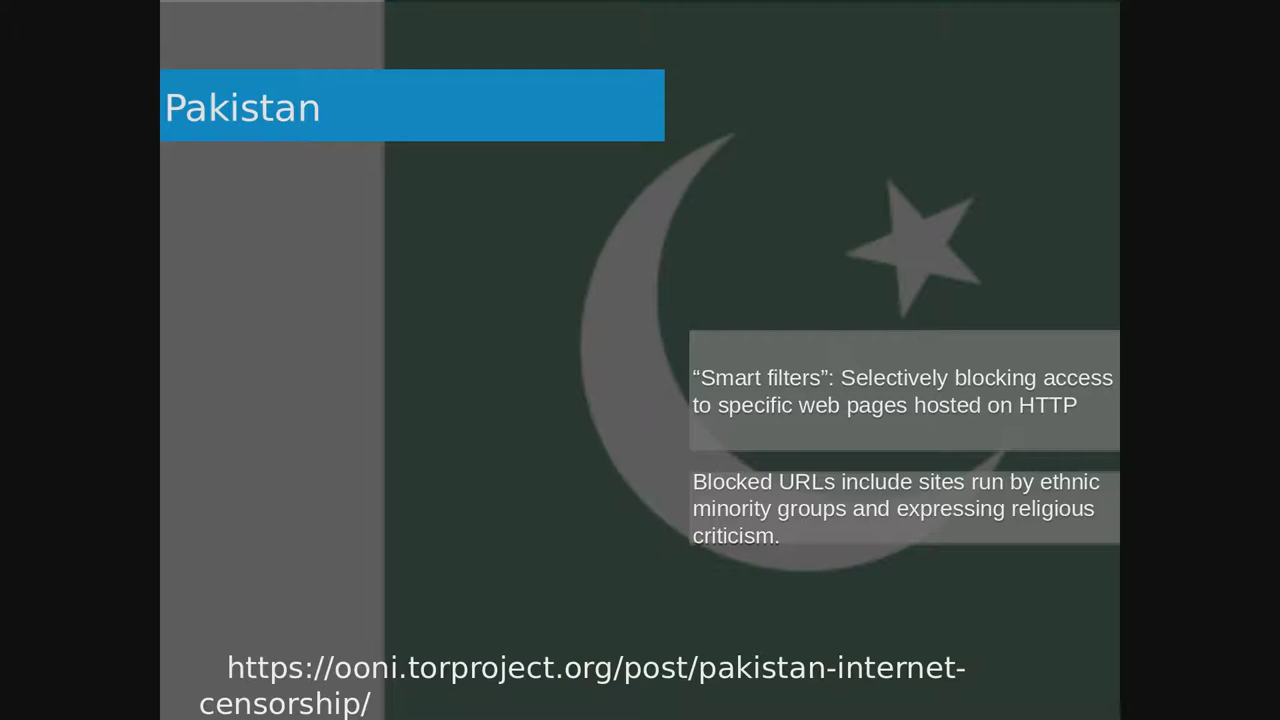 Pakistan
“Smart filters”: Selectively blocking access
to specific web pages hosted on HTTP
Blocked URLs include sites run by ethnic
minority groups and expressing religious
criticism.
https://ooni.torproject.org/post/pakistan-internet-
censorship/